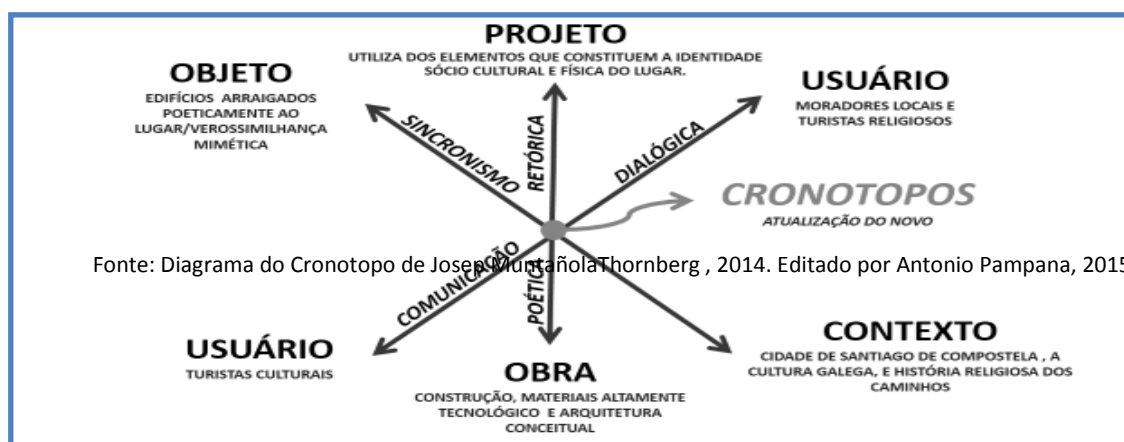 PROJETO
UTILIZA DOS ELEMENTOS QUE CONSTITUEM A IDENTIDADE
SÓCIO CULTURAL E FÍSICA DO LUGAR.
OBJETO
EDIFÍCIOS ARRAIGADOS
POETICAMENTE AO
LUGAR/VEROSSIMILHANÇA
MIMÉTICA
USUÁRIO
MORADORES LOCAIS E
TURISTAS RELIGIOSOS
SINCRONISMO
RETÓRICA
DIALÓGICA
CRONOTOPOS
ATUALIZAÇÃO DO NOVO
Fonte: Diagrama do Cronotopo de Josep MuntañolaThornberg , 2014. Editado por Antonio Pampana, 2015
COMUNICAÇÃO
POÉTICA
USUÁRIO
TURISTAS CULTURAIS
OBRA
CONSTRUÇÃO, MATERIAIS ALTAMENTE
TECNOLÓGICO E ARQUITETURA
CONCEITUAL
CONTEXTO
CIDADE DE SANTIAGO DE COMPOSTELA , A
CULTURA GALEGA, E HISTÓRIA RELIGIOSA DOS
CAMINHOS